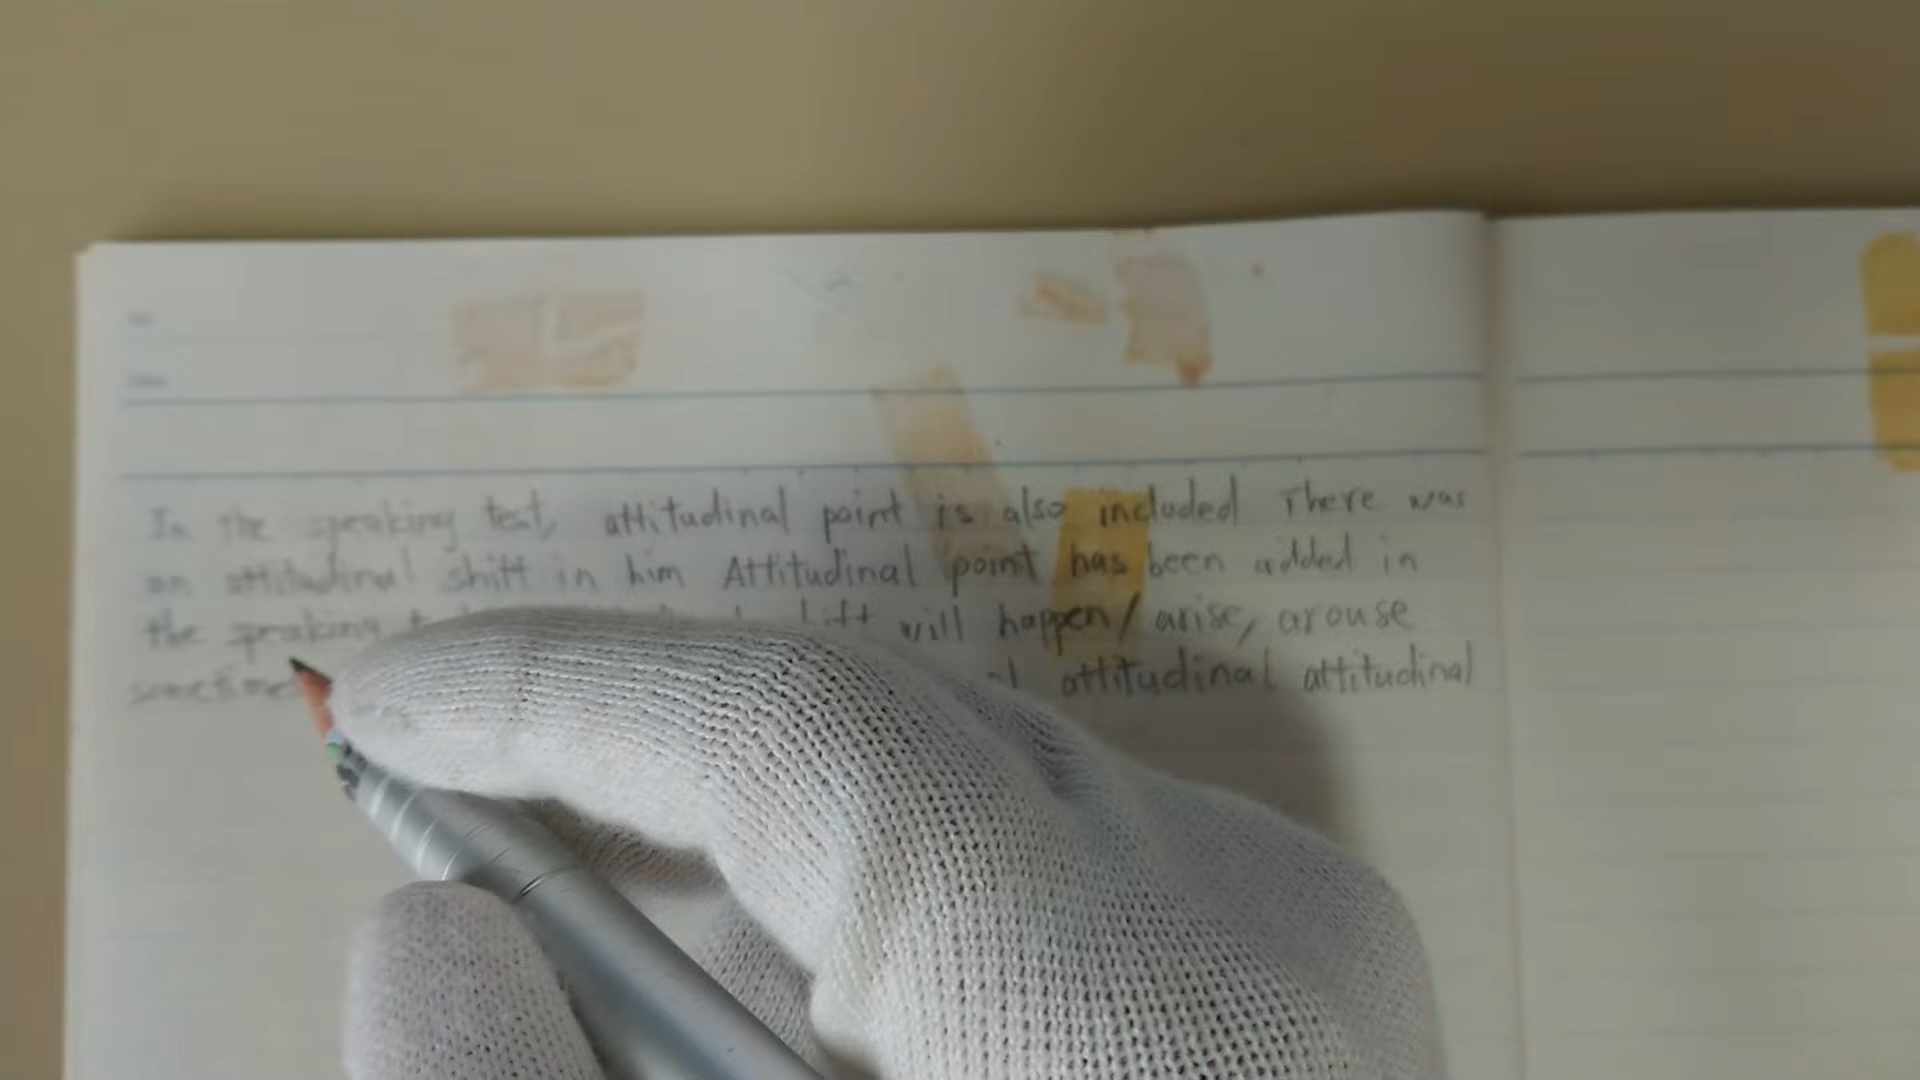 In the speaking test, attitudinal point is also included There was
an attitudinal shift in him Attitudinal point has been added in
the speaking will happen/ arise, arouse
sometimes attitudinal attitudinal